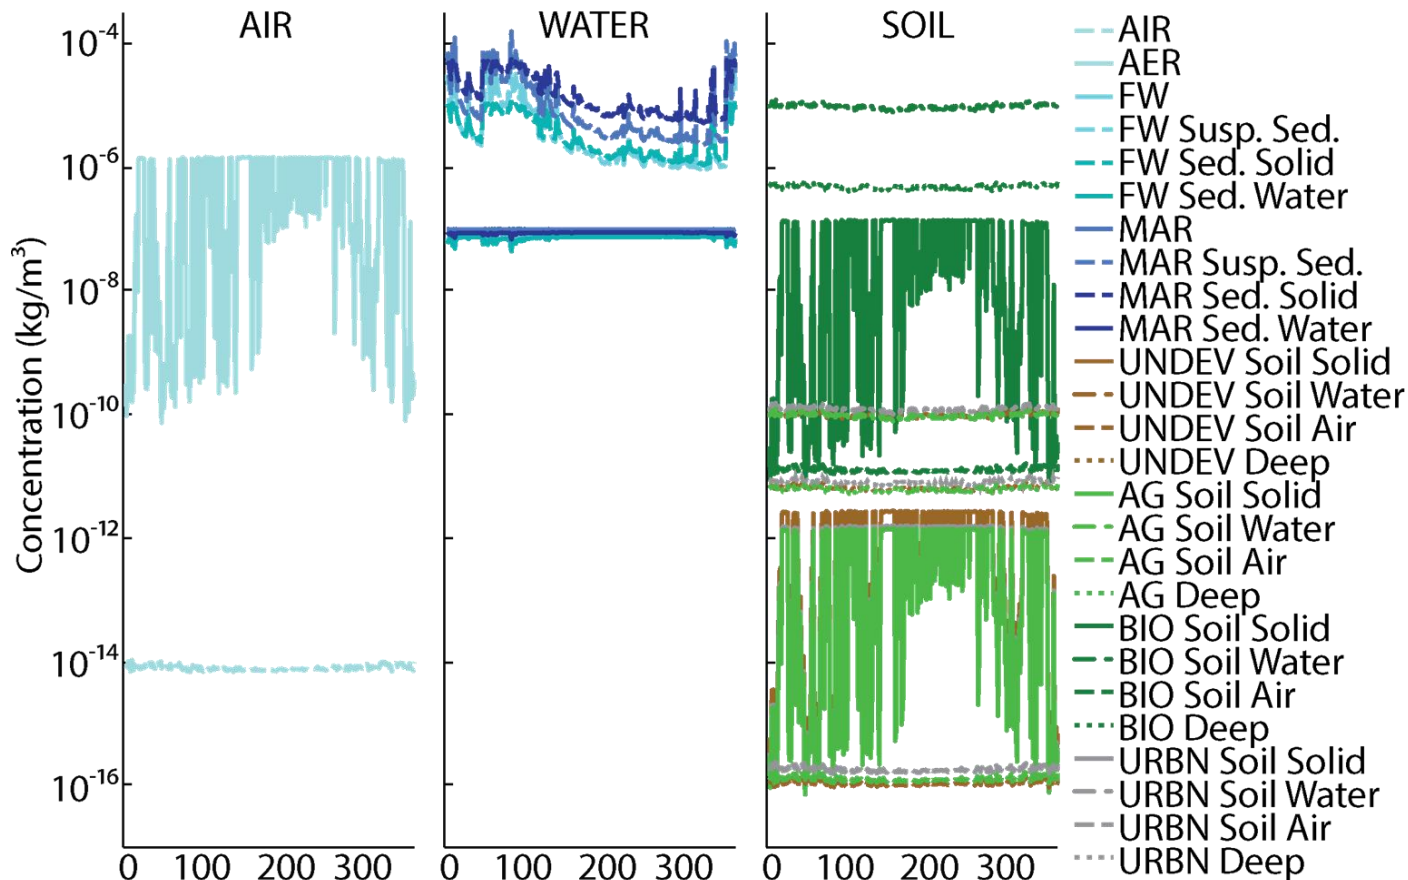 AIR
WATER
SOIL
Concentration (kg/m³)
10⁻⁴
10⁻⁶
10⁻⁸
10⁻¹⁰
10⁻¹²
10⁻¹⁴
10⁻¹⁶
0 100 200 300
0 100 200 300
0 100 200 300
AIR
AER
FW
FW Susp. Sed.
FW Sed. Solid
FW Sed. Water
MAR
MAR Susp. Sed.
MAR Sed. Solid
MAR Sed. Water
UNDEV Soil Solid
UNDEV Soil Water
UNDEV Soil Air
UNDEV Deep
AG Soil Solid
AG Soil Water
AG Soil Air
AG Deep
BIO Soil Solid
BIO Soil Water
BIO Soil Air
BIO Deep
URBN Soil Solid
URBN Soil Water
URBN Soil Air
URBN Deep